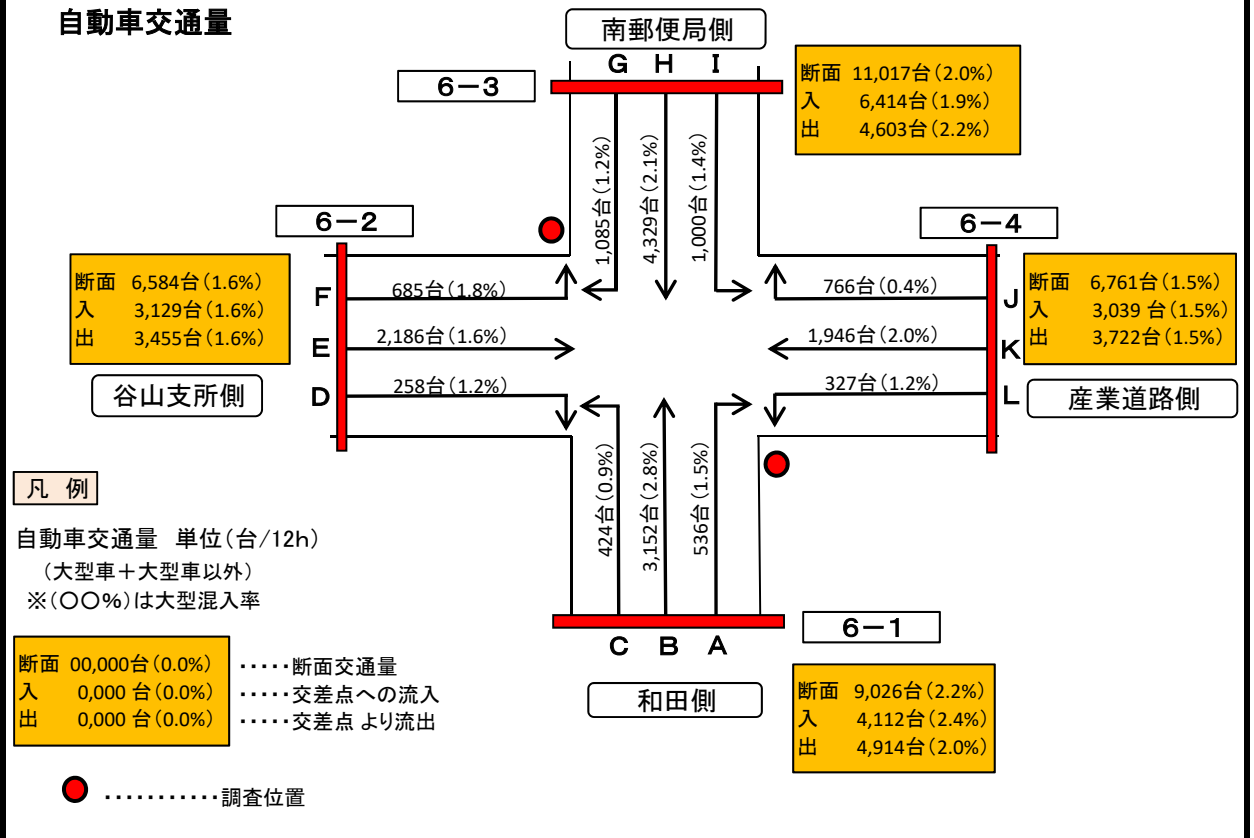 自動車交通量
南郵便局側
G H I
6－3
断面 11,017台(2.0%)
入 6,414台(1.9%)
出 4,603台(2.2%)
1,085台(1.2%)
4,329台(2.1%)
1,000台(1.4%)
6－2
6－4
断面 6,584台(1.6%)
入 3,129台(1.6%)
出 3,455台(1.6%)
F
685台(1.8%)
E
2,186台(1.6%)
D
258台(1.2%)
766台(0.4%)
J
1,946台(2.0%)
K
327台(1.2%)
L
断面 6,761台(1.5%)
入 3,039 台(1.5%)
出 3,722台(1.5%)
谷山支所側
産業道路側
424台(0.9%)
3,152台(2.8%)
536台(1.5%)
凡 例
自動車交通量 単位(台/12h)
(大型車＋大型車以外)
※(〇〇%)は大型混入率
C B A
6－1
和田側
断面 9,026台(2.2%)
入 4,112台(2.4%)
出 4,914台(2.0%)
断面 00,000台(0.0%) ・・・・・断面交通量
入 0,000 台(0.0%) ・・・・・交差点への流入
出 0,000 台(0.0%) ・・・・・交差点 より流出
・・・・・・・・・・・調査位置